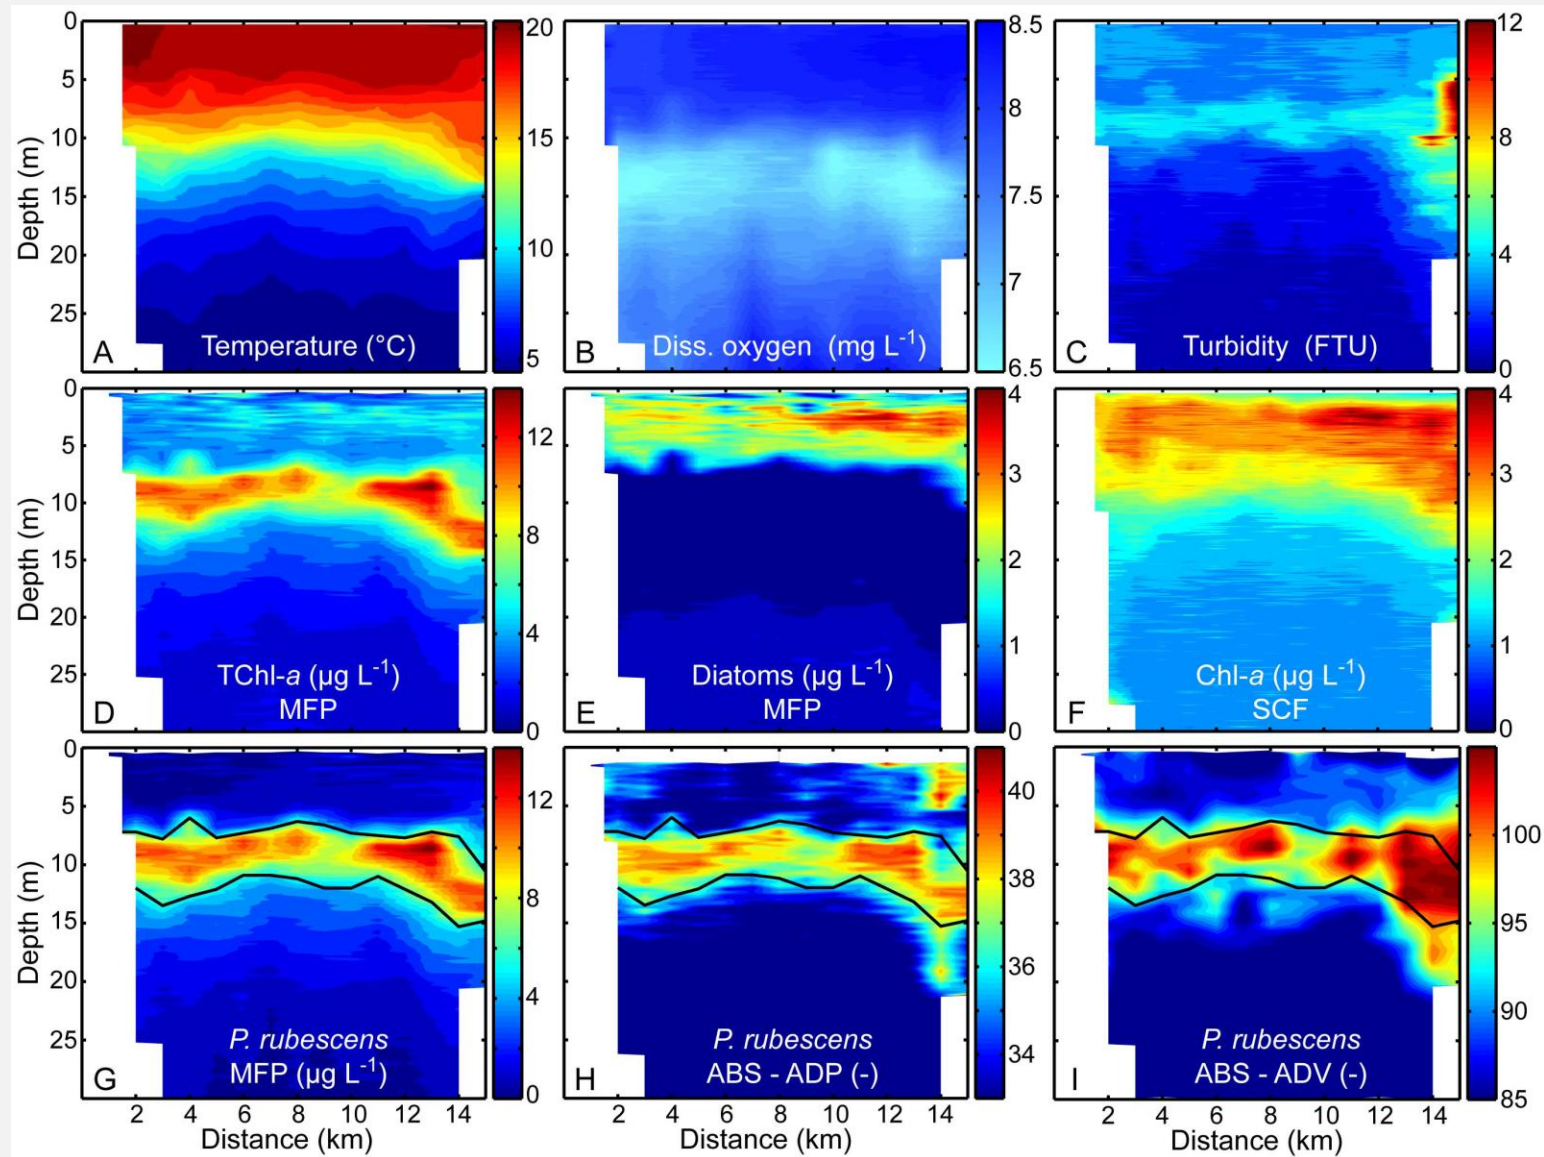 0
5
10
15
20
25
Depth (m)
A
Temperature (°C)
20
15
10
5
B
Diss. oxygen (mg L⁻¹)
8.5
8
7.5
7
6.5
C
Turbidity (FTU)
12
8
4
0
0
5
10
15
20
25
Depth (m)
D
TChl-a (µg L⁻¹)
MFP
12
8
4
0
E
Diatoms (µg L⁻¹)
MFP
4
3
2
1
0
F
Chl-a (µg L⁻¹)
SCF
4
3
2
1
0
0
5
10
15
20
25
Depth (m)
G
P. rubescens
MFP (µg L⁻¹)
12
8
4
0
H
P. rubescens
ABS - ADP (-)
40
38
36
34
I
P. rubescens
ABS - ADV (-)
100
95
90
85
2 4 6 8 10 12 14
Distance (km)
2 4 6 8 10 12 14
Distance (km)
2 4 6 8 10 12 14
Distance (km)